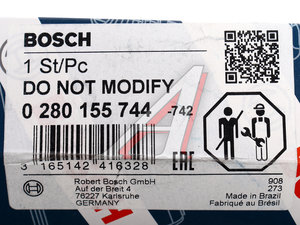 BOSCH
1 St/Pc
DO NOT MODIFY
0 280 155 744 -742
3 165142 416328
EAC
Robert Bosch GmbH
Auf der Breit 4
76227 Karlsruhe
GERMANY
908
273
Made in Brazil
Fabriqué au Brésil